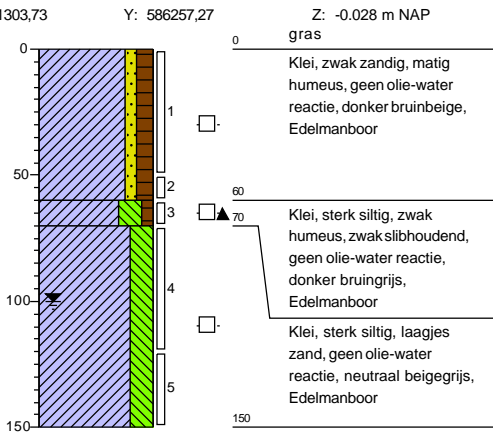 1303,73 Y: 586257,27 Z: -0.028 m NAP
0
50
100
150
1
2
3
4
5
0
gras
Klei, zwak zandig, matig
humeus, geen olie-water
reactie, donker bruinbeige,
Edelmanboor
60
Klei, sterk siltig, zwak
humeus, zwak slibhoudend,
geen olie-water reactie,
donker bruingrijs,
Edelmanboor
70
Klei, sterk siltig, laagjes
zand, geen olie-water
reactie, neutraal beigegrijs,
Edelmanboor
150